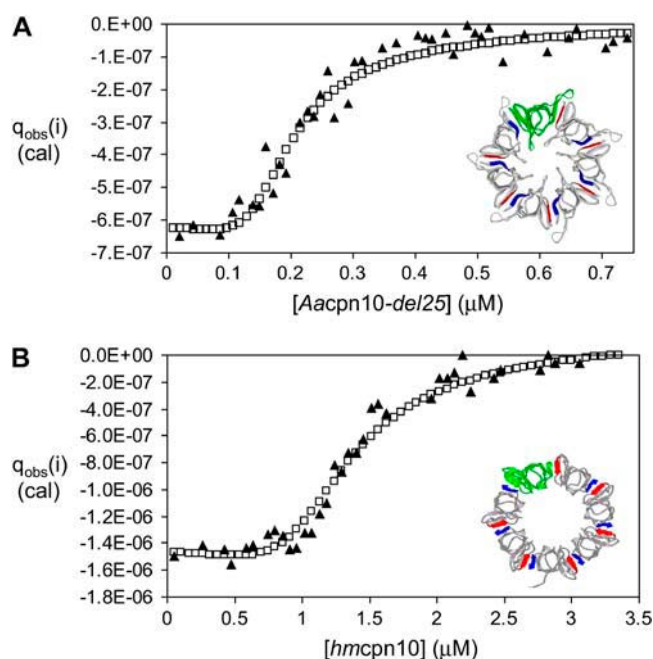 A
0.E+00
-1.E-07
-2.E-07
-3.E-07
-4.E-07
-5.E-07
-6.E-07
-7.E-07
qobs(i)
(cal)
0 0.1 0.2 0.3 0.4 0.5 0.6 0.7
[Aacpn10-del25] (μM)
B
0.0E+00
-2.0E-07
-4.0E-07
-6.0E-07
-8.0E-07
-1.0E-06
-1.2E-06
-1.4E-06
-1.6E-06
-1.8E-06
qobs(i)
(cal)
0 0.5 1 1.5 2 2.5 3 3.5
[hmcpn10] (μM)